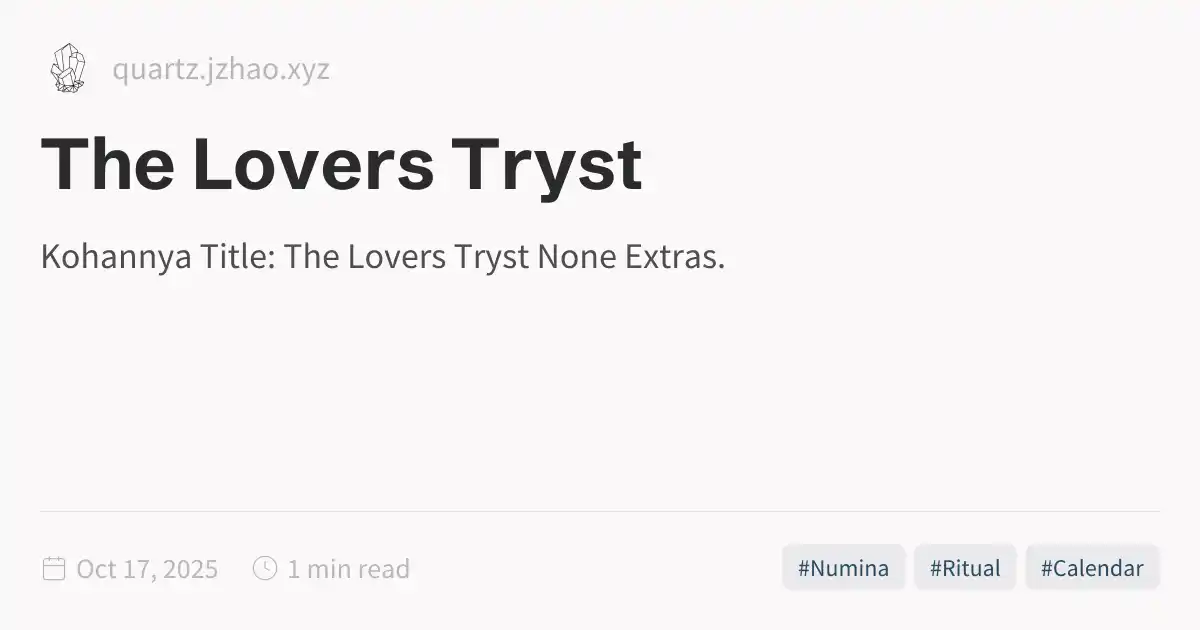 quartz.jzhao.xyz
The Lovers Tryst
Kohannya Title: The Lovers Tryst None Extras.
Oct 17, 2025 1 min read #Numina #Ritual #Calendar